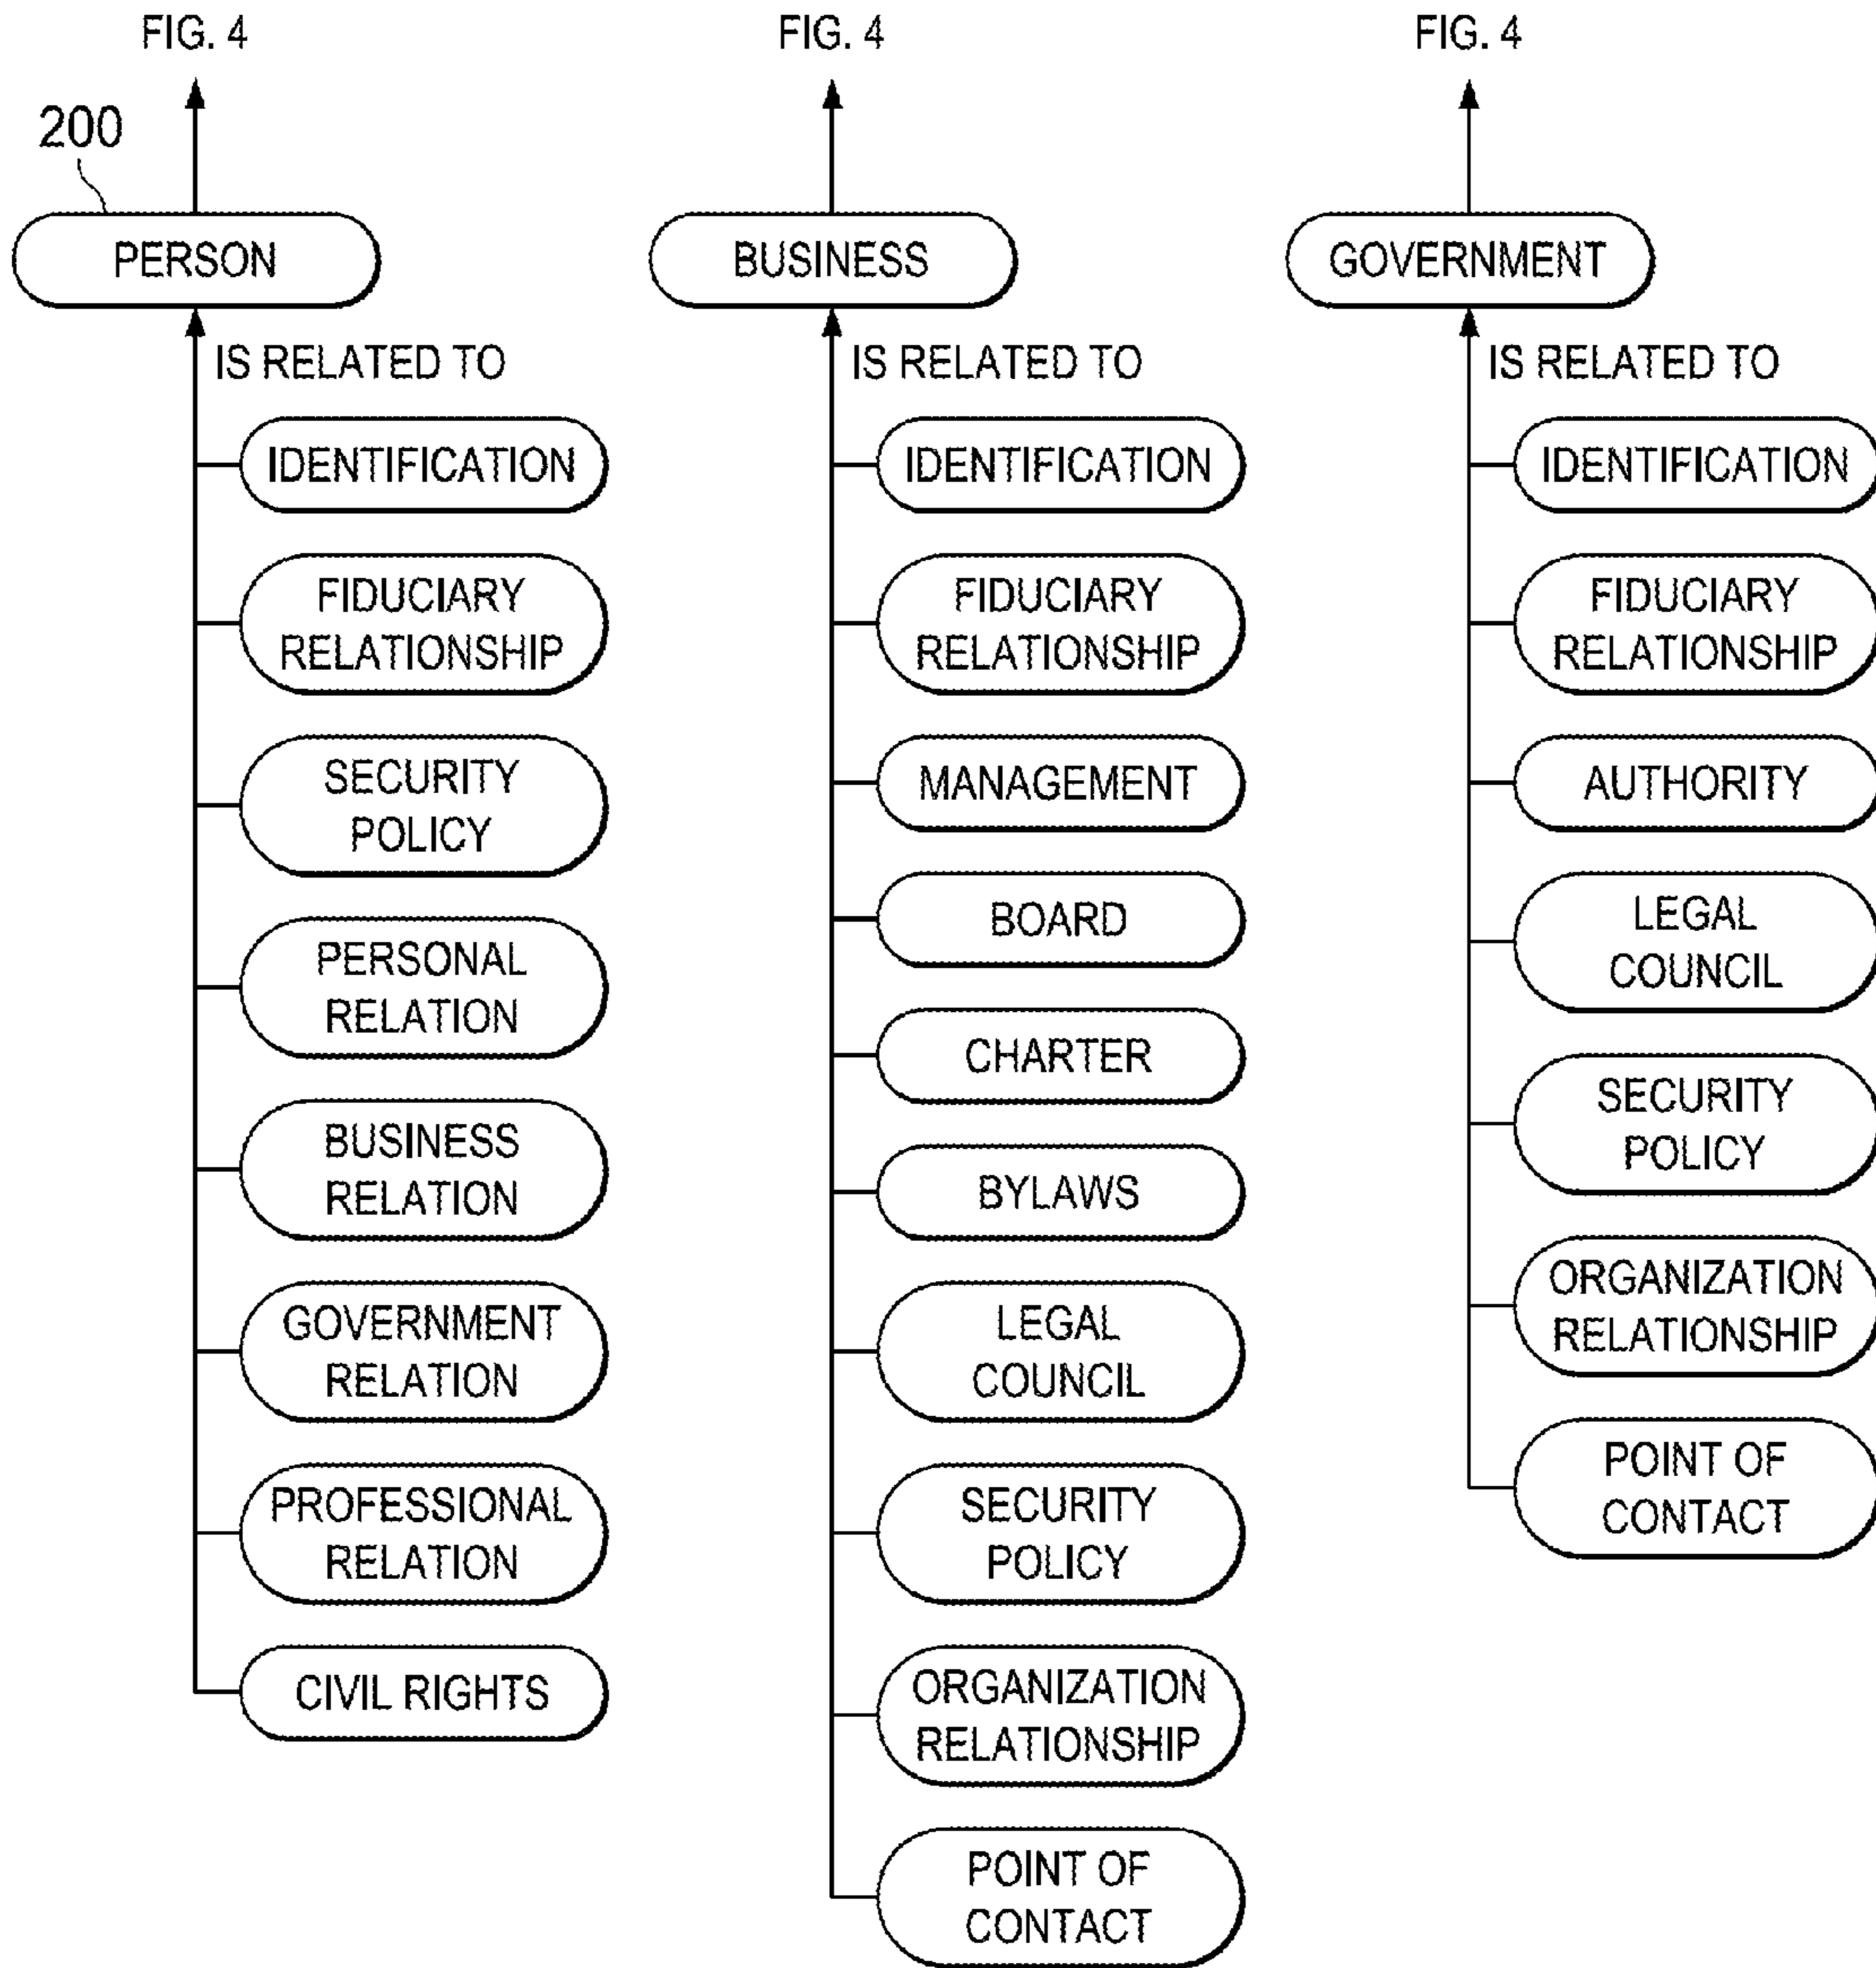 FIG. 4
200
PERSON
IS RELATED TO
IDENTIFICATION
FIDUCIARY
RELATIONSHIP
SECURITY
POLICY
PERSONAL
RELATION
BUSINESS
RELATION
GOVERNMENT
RELATION
PROFESSIONAL
RELATION
CIVIL RIGHTS
FIG. 4
BUSINESS
IS RELATED TO
IDENTIFICATION
FIDUCIARY
RELATIONSHIP
MANAGEMENT
BOARD
CHARTER
BYLAWS
LEGAL
COUNCIL
SECURITY
POLICY
ORGANIZATION
RELATIONSHIP
POINT OF
CONTACT
FIG. 4
GOVERNMENT
IS RELATED TO
IDENTIFICATION
FIDUCIARY
RELATIONSHIP
AUTHORITY
LEGAL
COUNCIL
SECURITY
POLICY
ORGANIZATION
RELATIONSHIP
POINT OF
CONTACT